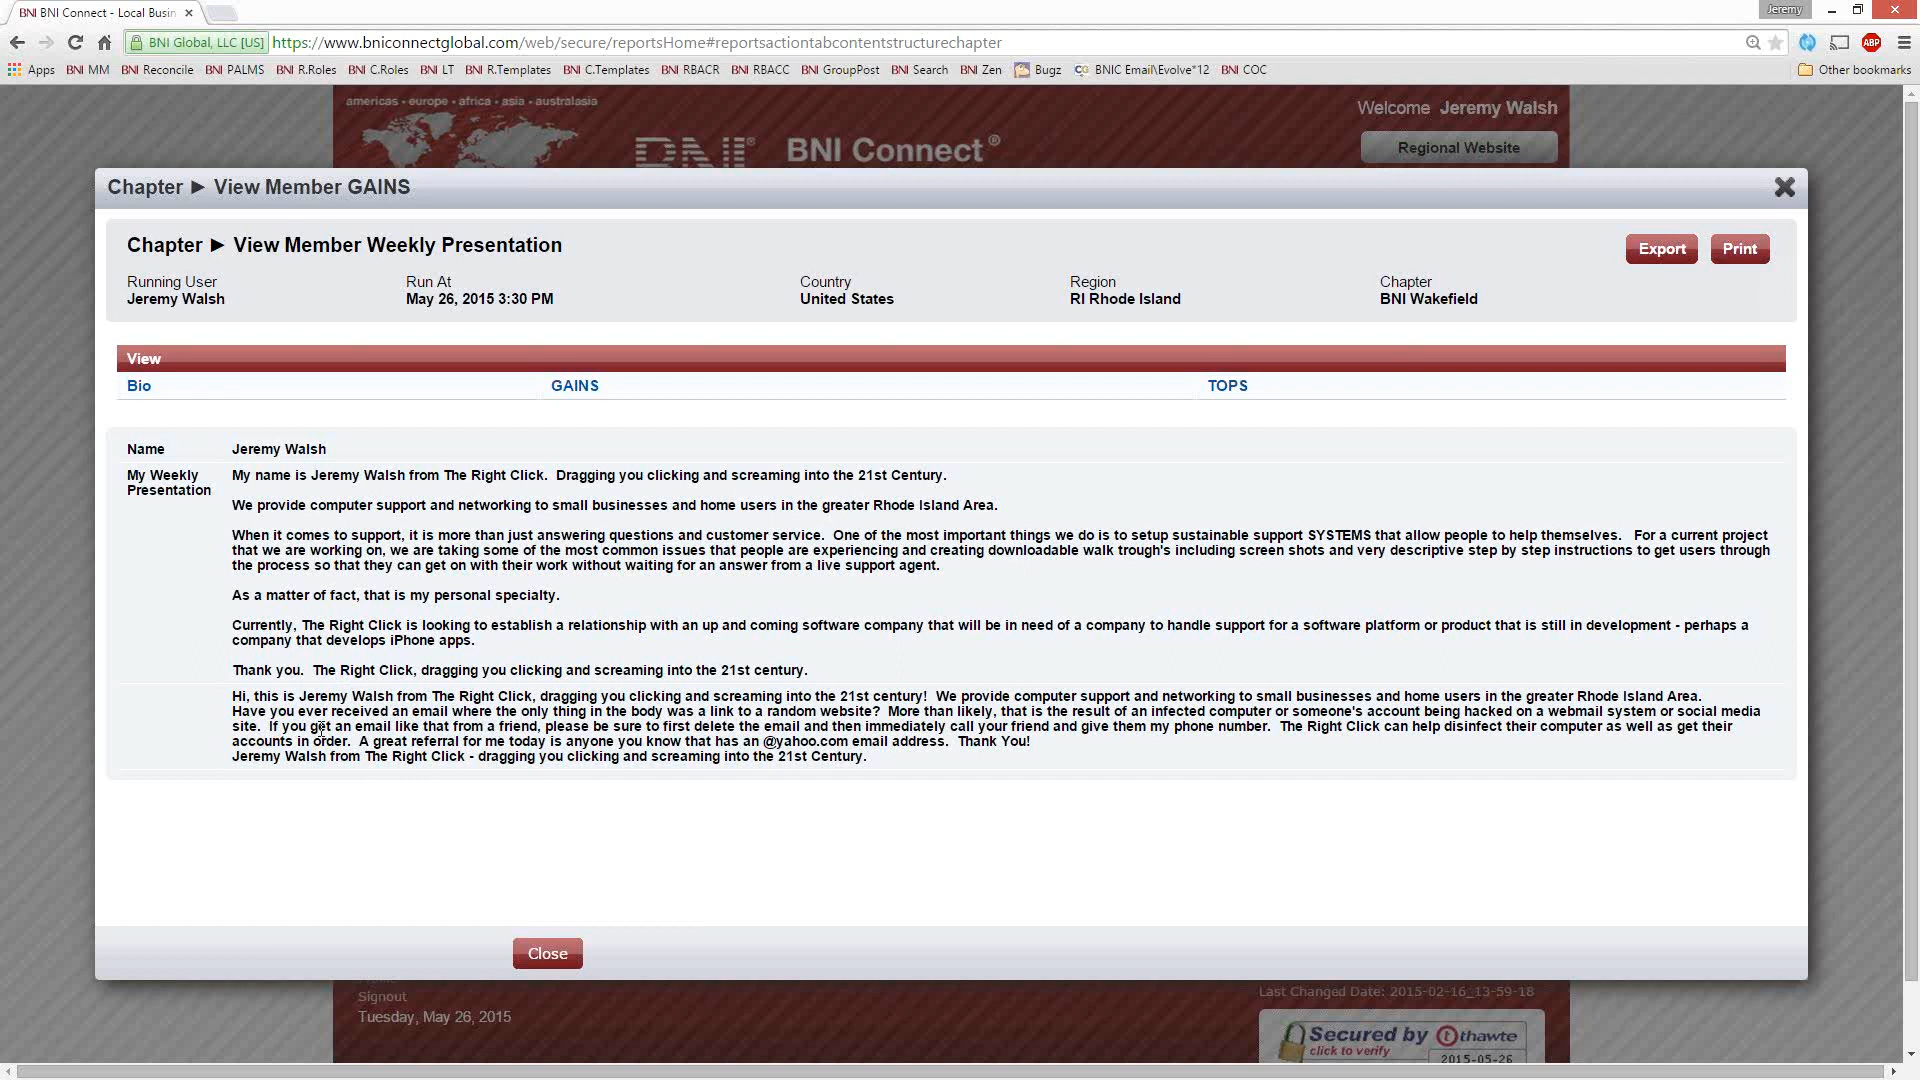 BNI BNI Connect - Local Busin
Jeremy
BNI Global, LLC [US] https://www.bniconnectglobal.com/web/secure/reportsHome#reportsactiontabcontentstructurechapter
ABP
Apps BNI MM BNI Reconcile BNI PALMS BNI R.Roles BNI C.Roles BNI LT BNI R.Templates BNI C.Templates BNI RBACR BNI RBACC BNI GroupPost BNI Search BNI Zen Bugz BNIC Email\Evolve*12 BNI COC Other bookmarks
americas • europe • africa • asia • australasia
Welcome Jeremy Walsh
BNI® BNI Connect®
Regional Website
Chapter ► View Member GAINS
Chapter ► View Member Weekly Presentation
Export Print
Running User Run At Country Region Chapter
Jeremy Walsh May 26, 2015 3:30 PM United States RI Rhode Island BNI Wakefield
View
Bio GAINS TOPS
Name Jeremy Walsh
My Weekly Presentation My name is Jeremy Walsh from The Right Click.  Dragging you clicking and screaming into the 21st Century.
We provide computer support and networking to small businesses and home users in the greater Rhode Island Area.
When it comes to support, it is more than just answering questions and customer service.  One of the most important things we do is to setup sustainable support SYSTEMS that allow people to help themselves.   For a current project
that we are working on, we are taking some of the most common issues that people are experiencing and creating downloadable walk trough's including screen shots and very descriptive step by step instructions to get users through
the process so that they can get on with their work without waiting for an answer from a live support agent.
As a matter of fact, that is my personal specialty.
Currently, The Right Click is looking to establish a relationship with an up and coming software company that will be in need of a company to handle support for a software platform or product that is still in development - perhaps a
company that develops iPhone apps.
Thank you.  The Right Click, dragging you clicking and screaming into the 21st century.
Hi, this is Jeremy Walsh from The Right Click, dragging you clicking and screaming into the 21st century!  We provide computer support and networking to small businesses and home users in the greater Rhode Island Area.
Have you ever received an email where the only thing in the body was a link to a random website?  More than likely, that is the result of an infected computer or someone's account being hacked on a webmail system or social media
site.  If you get an email like that from a friend, please be sure to first delete the email and then immediately call your friend and give them my phone number.  The Right Click can help disinfect their computer as well as get their
accounts in order.  A great referral for me today is anyone you know that has an @yahoo.com email address.  Thank You!
Jeremy Walsh from The Right Click - dragging you clicking and screaming into the 21st Century.
Close
Signout
Tuesday, May 26, 2015
Last Changed Date: 2015-02-16_13-59-18
Secured by thawte
click to verify
2015-05-26